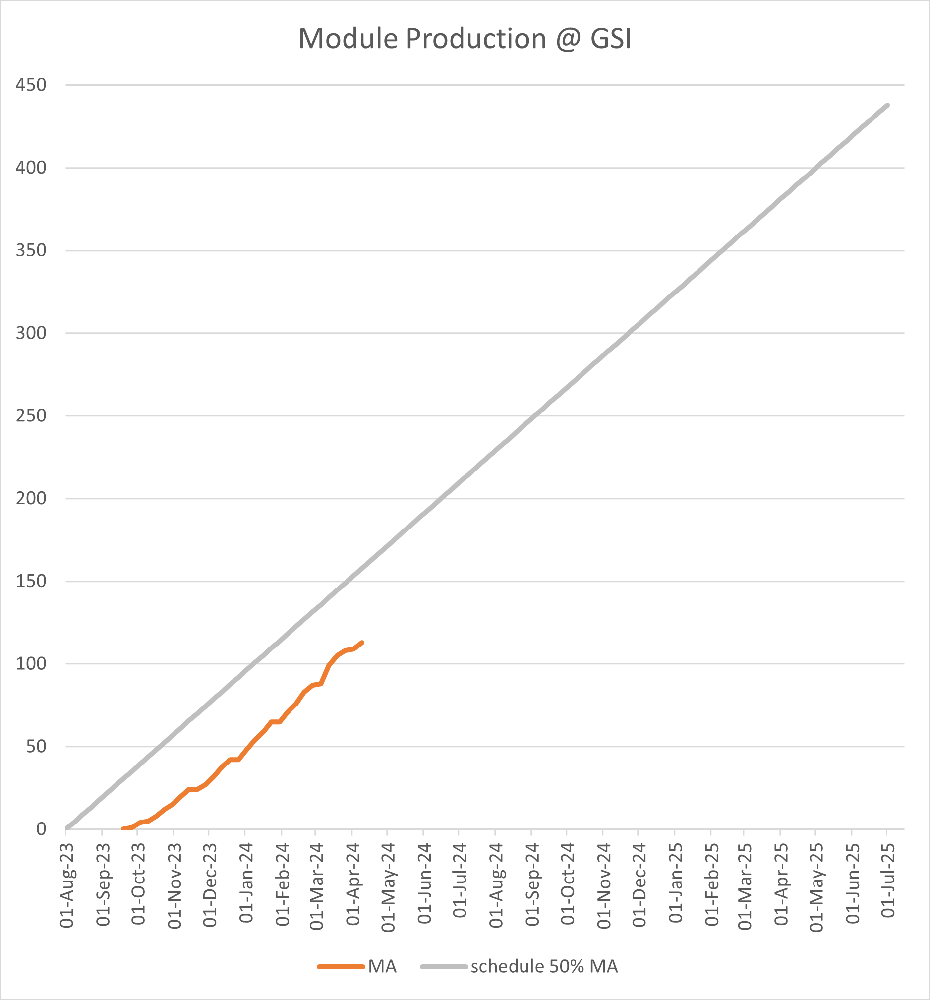 Module Production @ GSI
450
400
350
300
250
200
150
100
50
0
01-Aug-23
01-Sep-23
01-Oct-23
01-Nov-23
01-Dec-23
01-Jan-24
01-Feb-24
01-Mar-24
01-Apr-24
01-May-24
01-Jun-24
01-Jul-24
01-Aug-24
01-Sep-24
01-Oct-24
01-Nov-24
01-Dec-24
01-Jan-25
01-Feb-25
01-Mar-25
01-Apr-25
01-May-25
01-Jun-25
01-Jul-25
MA
schedule 50% MA